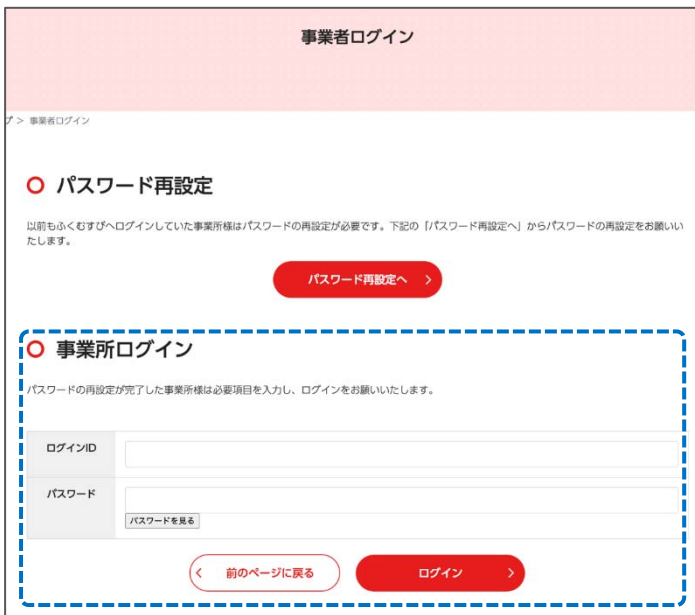 事業者ログイン
プ > 事業者ログイン
パスワード再設定
以前もふくむすびへログインしていた事業所様はパスワードの再設定が必要です。下記の「パスワード再設定へ」からパスワードの再設定をお願いい
たします。
パスワード再設定へ >
事業所ログイン
パスワードの再設定が完了した事業所様は必要項目を入力し、ログインをお願いいたします。
ログインID
パスワード
パスワードを見る
< 前のページに戻る
ログイン >